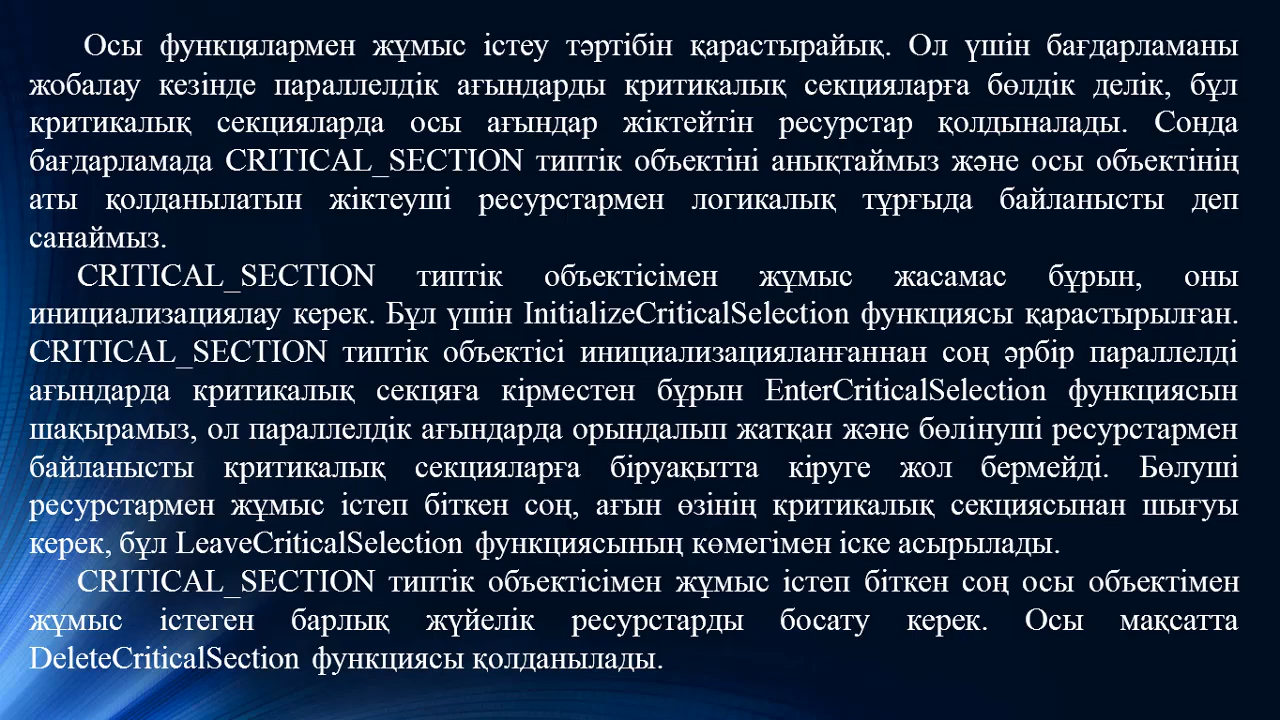 Осы функцялармен жұмыс істеу тәртібін қарастырайық. Ол үшін бағдарламаны
жобалау кезінде параллелдік ағындарды критикалық секцияларға бөлдік делік, бұл
критикалық секцияларда осы ағындар жіктейтін ресурстар қолдыналады. Сонда
бағдарламада CRITICAL_SECTION типтік объектіні анықтаймыз және осы объектінің
аты қолданылатын жіктеуші ресурстармен логикалық тұрғыда байланысты деп
санаймыз.
CRITICAL_SECTION типтік объектісімен жұмыс жасамас бұрын, оны
инициализациялау керек. Бұл үшін InitializeCriticalSelection функциясы қарастырылған.
CRITICAL_SECTION типтік объектісі инициализацияланғаннан соң әрбір параллелді
ағындарда критикалық секцяға кірместен бұрын EnterCriticalSelection функциясын
шақырамыз, ол параллелдік ағындарда орындалып жатқан және бөлінуші ресурстармен
байланысты критикалық секцияларға біруақытта кіруге жол бермейді. Бөлуші
ресурстармен жұмыс істеп біткен соң, ағын өзінің критикалық секциясынан шығуы
керек, бұл LeaveCriticalSelection функциясының көмегімен іске асырылады.
CRITICAL_SECTION типтік объектісімен жұмыс істеп біткен соң осы объектімен
жұмыс істеген барлық жүйелік ресурстарды босату керек. Осы мақсатта
DeleteCriticalSection функциясы қолданылады.